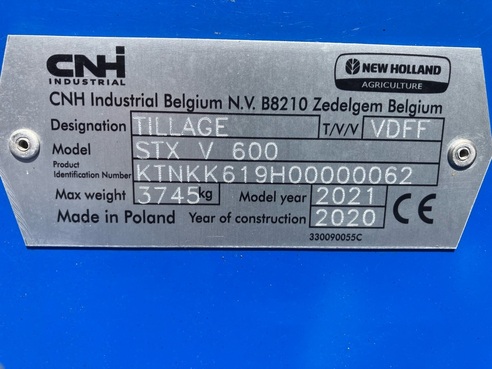 CNH
INDUSTRIAL
NEW HOLLAND
AGRICULTURE
CNH Industrial Belgium N.V. B8210 Zedelgem Belgium
Designation TILLAGE T/V/V VDFF
Model STX V 600
Product
Identification Number KTNKK619H00000062
Max weight 3745 kg Model year 2021
Made in Poland Year of construction 2020 CE
330090055C